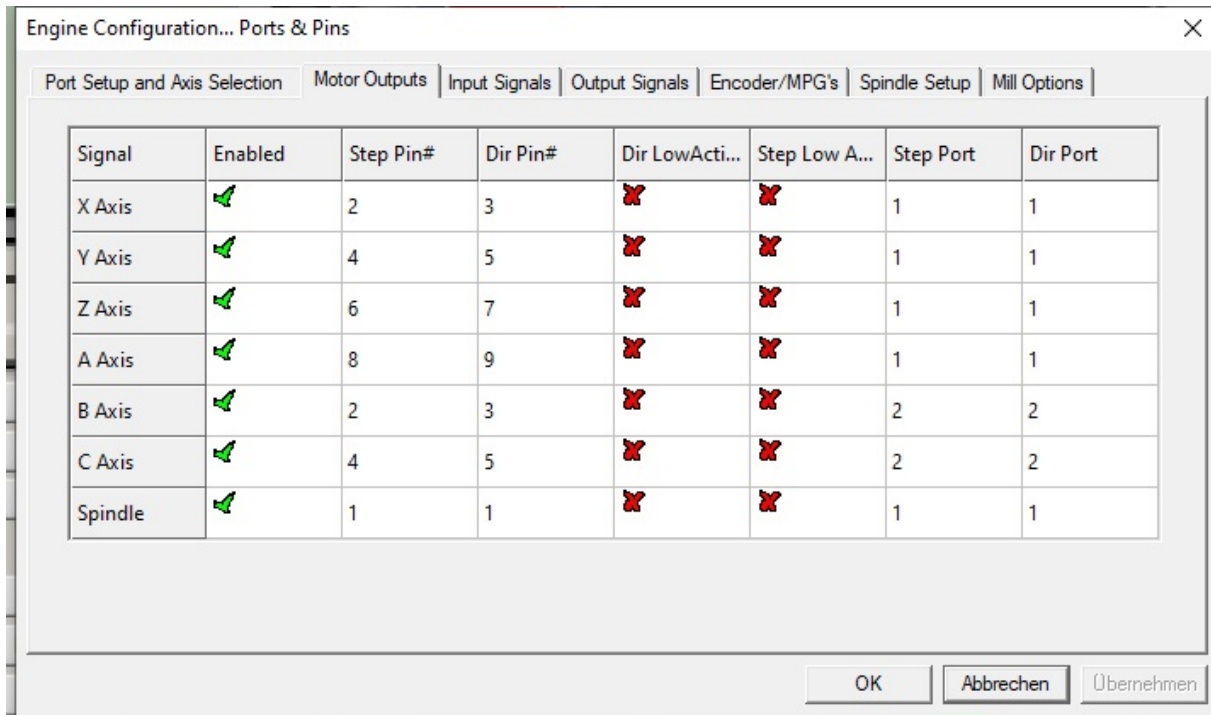 Engine Configuration... Ports & Pins
Port Setup and Axis Selection Motor Outputs Input Signals Output Signals Encoder/MPG's Spindle Setup Mill Options
Signal Enabled Step Pin# Dir Pin# Dir LowActi... Step Low A... Step Port Dir Port
X Axis 2 3 1 1
Y Axis 4 5 1 1
Z Axis 6 7 1 1
A Axis 8 9 1 1
B Axis 2 3 2 2
C Axis 4 5 2 2
Spindle 1 1 1 1
OK Abbrechen Übernehmen